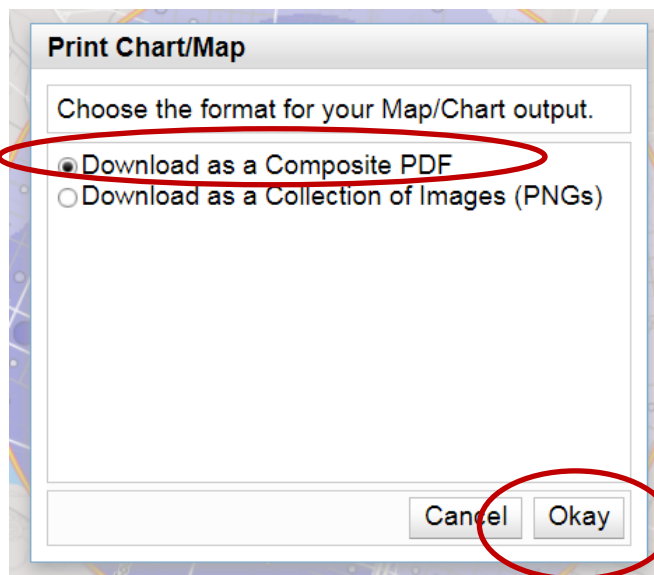 Print Chart/Map
Choose the format for your Map/Chart output.
Download as a Composite PDF
Download as a Collection of Images (PNGs)
Cancel Okay